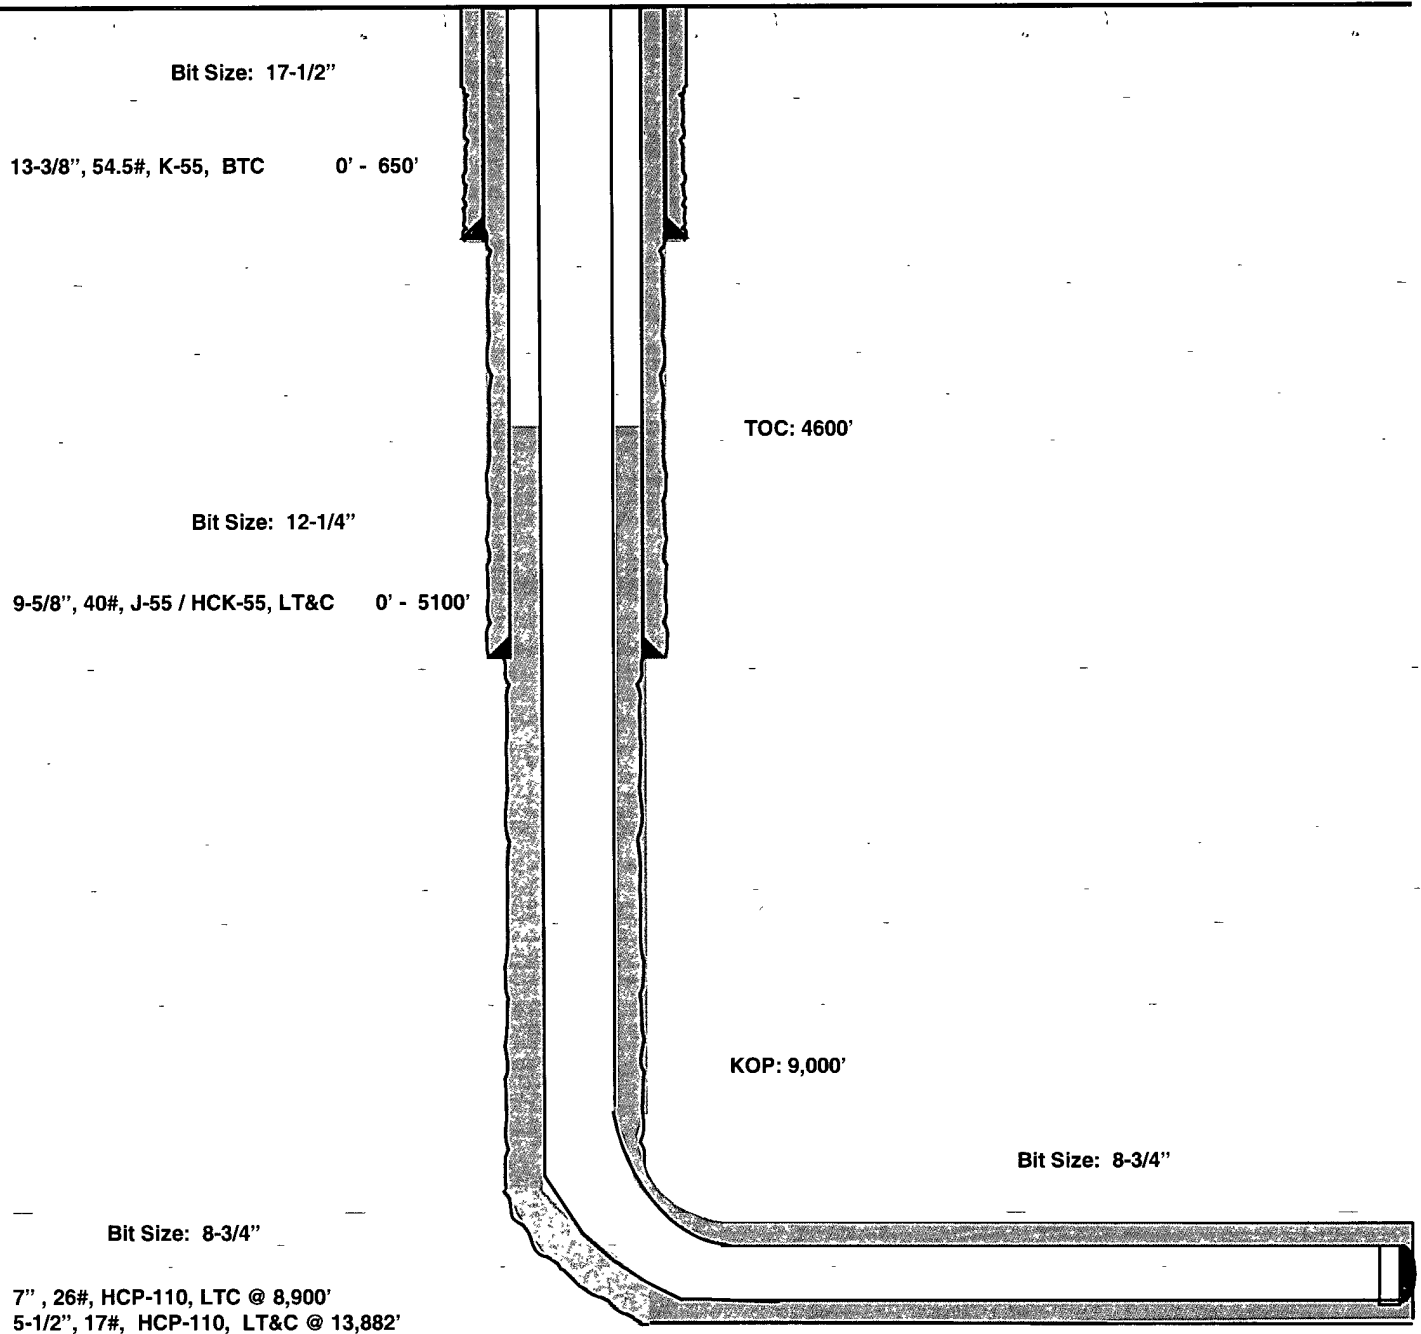 Bit Size: 17-1/2”
13-3/8”, 54.5#, K-55, BTC 0’ - 650’
TOC: 4600’
Bit Size: 12-1/4”
9-5/8”, 40#, J-55 / HCK-55, LT&C 0’ - 5100’
KOP: 9,000’
Bit Size: 8-3/4”
Bit Size: 8-3/4”
7” , 26#, HCP-110, LTC @ 8,900’
5-1/2”, 17#, HCP-110, LT&C @ 13,882’